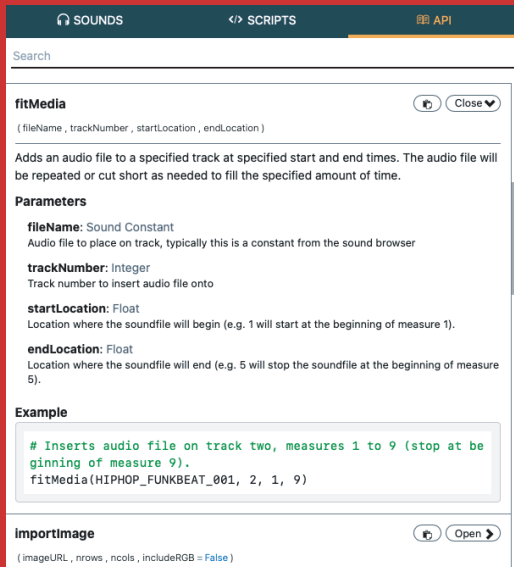 SOUNDS
</> SCRIPTS
API
Search
fitMedia
Close
( fileName , trackNumber , startLocation , endLocation )
Adds an audio file to a specified track at specified start and end times. The audio file will
be repeated or cut short as needed to fill the specified amount of time.
Parameters
fileName: Sound Constant
Audio file to place on track, typically this is a constant from the sound browser
trackNumber: Integer
Track number to insert audio file onto
startLocation: Float
Location where the soundfile will begin (e.g. 1 will start at the beginning of measure 1).
endLocation: Float
Location where the soundfile will end (e.g. 5 will stop the soundfile at the beginning of measure
5).
Example
# Inserts audio file on track two, measures 1 to 9 (stop at be
ginning of measure 9).
fitMedia(HIPHOP_FUNKBEAT_001, 2, 1, 9)
importImage
Open
( imageURL , nrows , ncols , includeRGB = False )